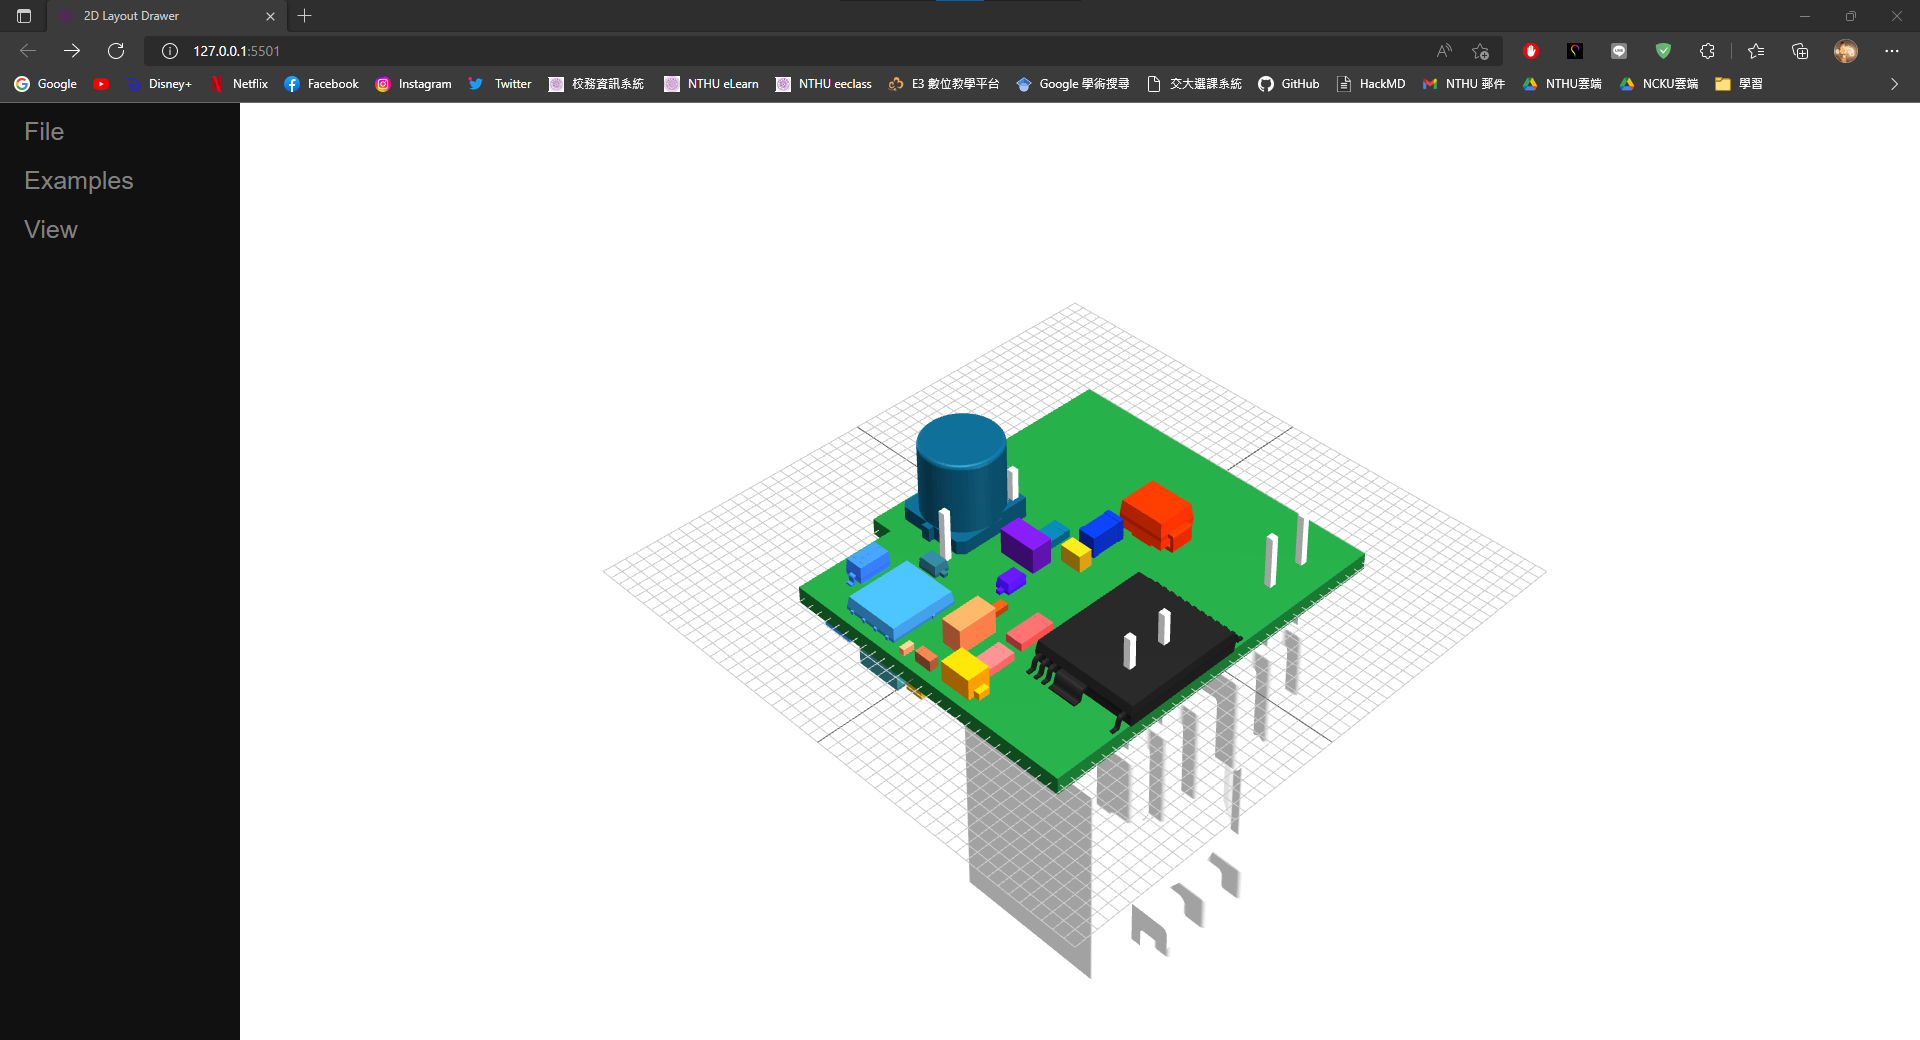 2D Layout Drawer
127.0.0.1:5501
Google Disney+ Netflix Facebook Instagram Twitter 校務資訊系統 NTHU eLearn NTHU eeclass E3 數位教學平台 Google 學術搜尋 交大選課系統 GitHub HackMD NTHU 郵件 NTHU雲端 NCKU雲端 學習
File
Examples
View